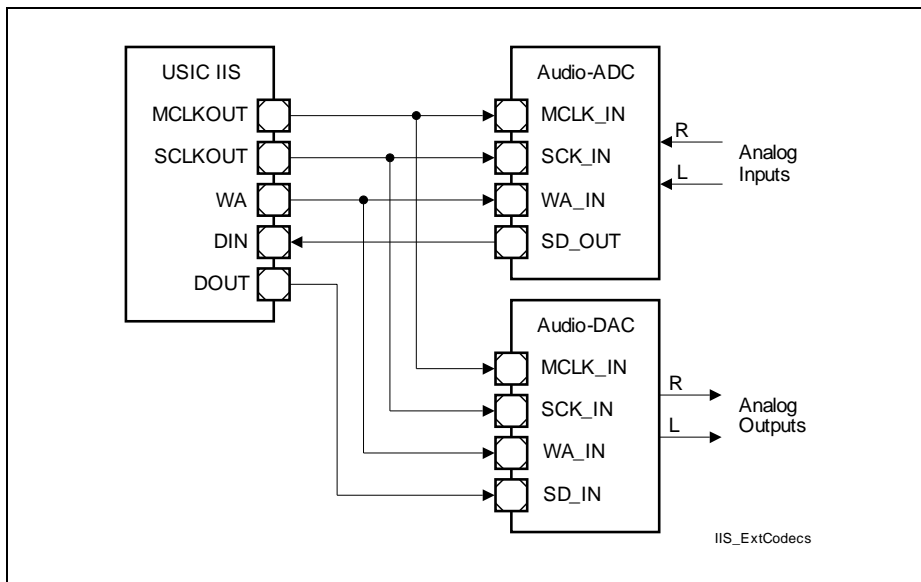 USIC IIS
MCLKOUT
SCLKOUT
WA
DIN
DOUT
Audio-ADC
MCLK_IN
SCK_IN
WA_IN
SD_OUT
R
L
Analog
Inputs
Audio-DAC
MCLK_IN
SCK_IN
WA_IN
SD_IN
R
L
Analog
Outputs
IIS_ExtCodecs